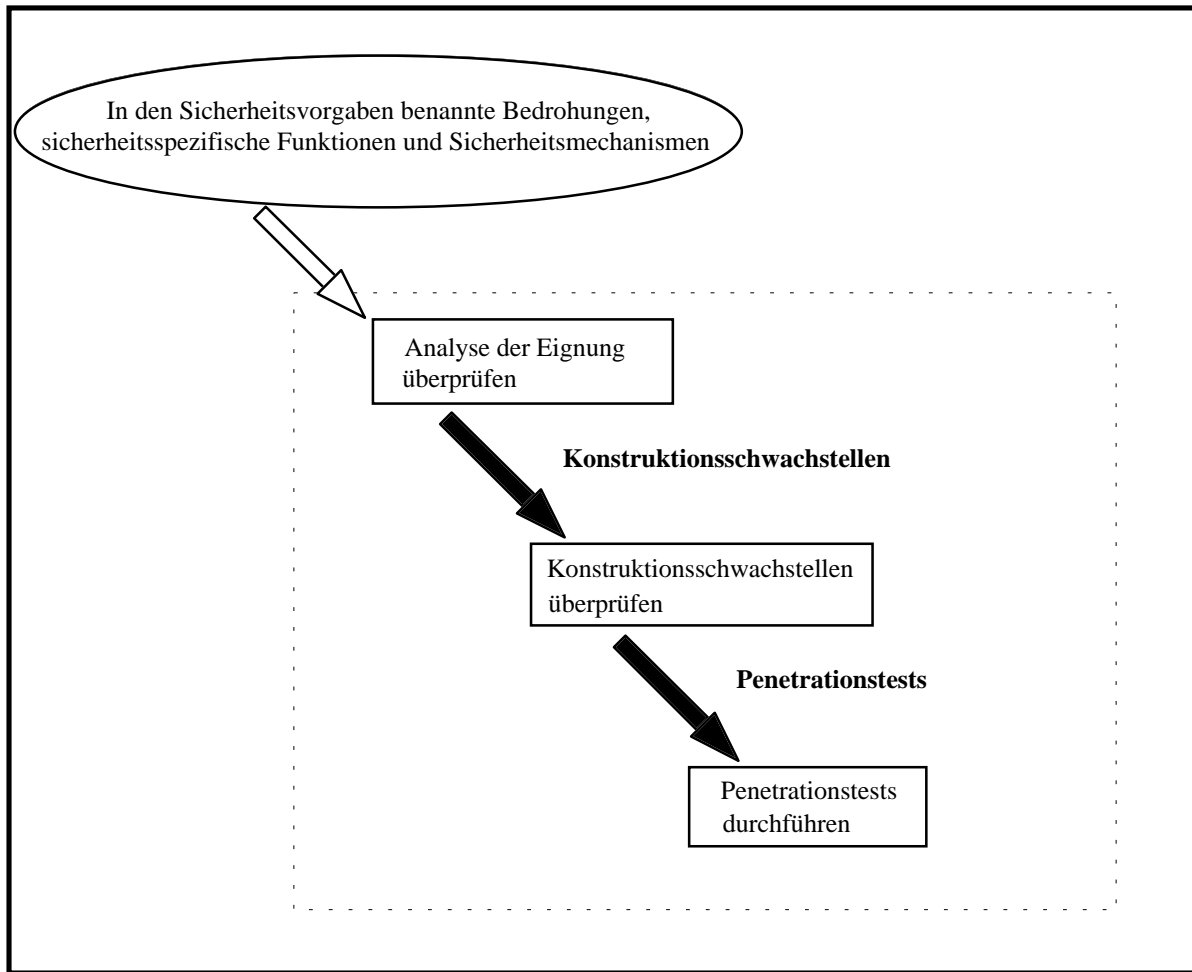 In den Sicherheitsvorgaben benannte Bedrohungen,
sicherheitsspezifische Funktionen und Sicherheitsmechanismen
Analyse der Eignung
überprüfen
Konstruktionsschwachstellen
Konstruktionsschwachstellen
überprüfen
Penetrationstests
Penetrationstests
durchführen